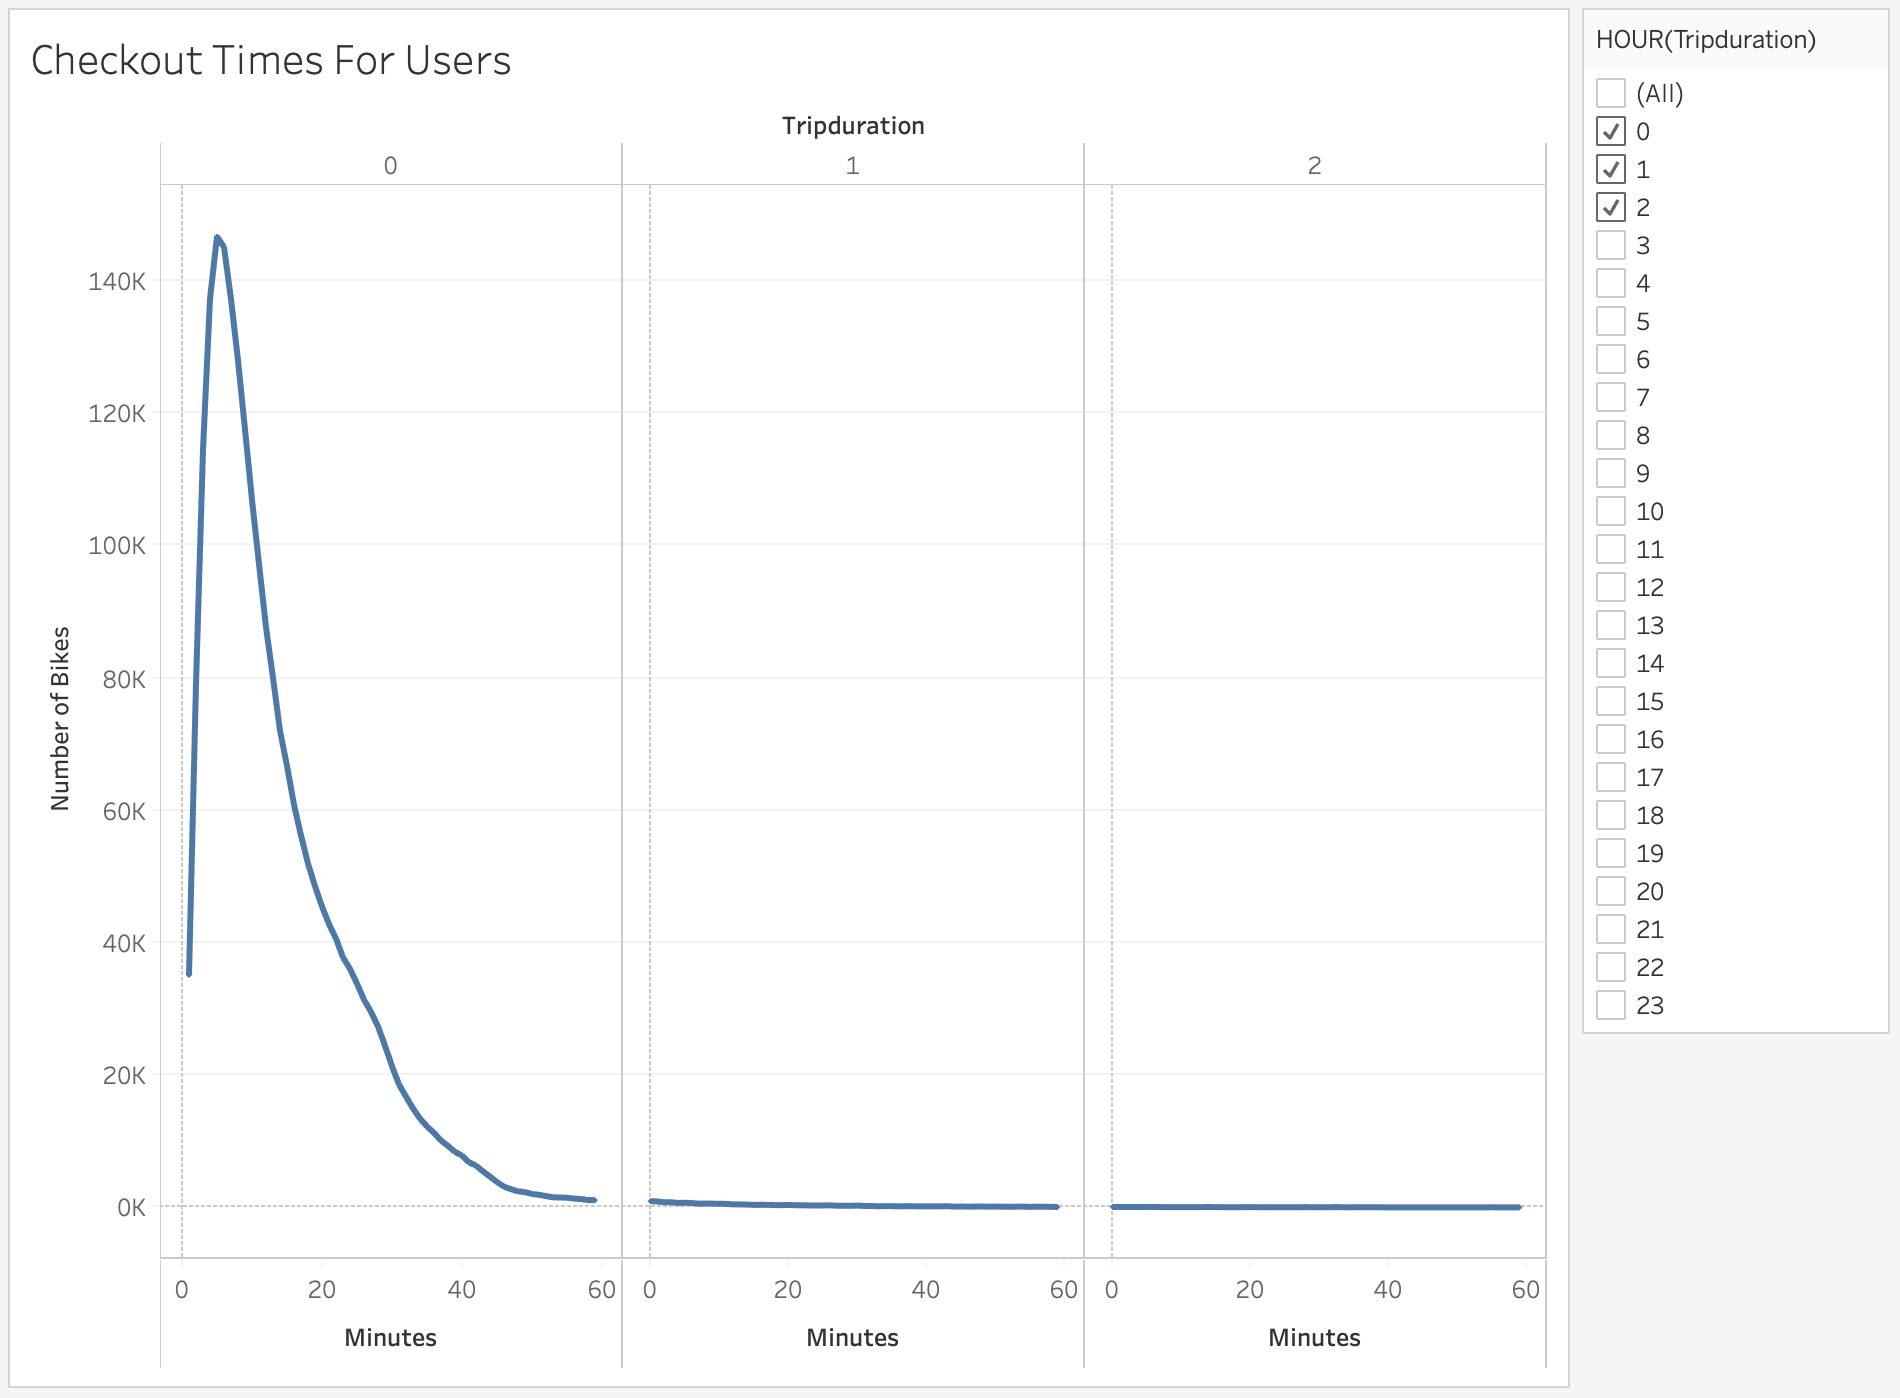 Checkout Times For Users
Tripduration
0 1 2
140K
120K
100K
80K
60K
40K
20K
0K
Number of Bikes
0 20 40 60 0 20 40 60 0 20 40 60
Minutes Minutes Minutes
HOUR(Tripduration)
(All)
0
1
2
3
4
5
6
7
8
9
10
11
12
13
14
15
16
17
18
19
20
21
22
23